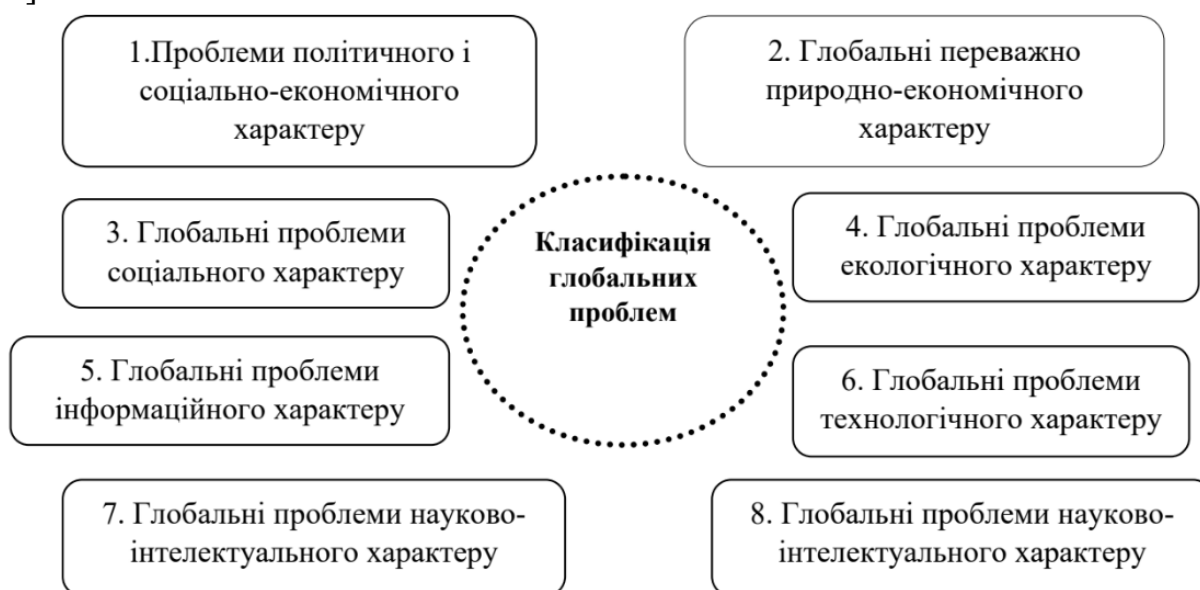 1.Проблеми політичного і
соціально-економічного
характеру
2. Глобальні переважно
природно-економічного
характеру
3. Глобальні проблеми
соціального характеру
Класифікація
глобальних
проблем
4. Глобальні проблеми
екологічного характеру
5. Глобальні проблеми
інформаційного характеру
6. Глобальні проблеми
технологічного характеру
7. Глобальні проблеми науково-
інтелектуального характеру
8. Глобальні проблеми науково-
інтелектуального характеру